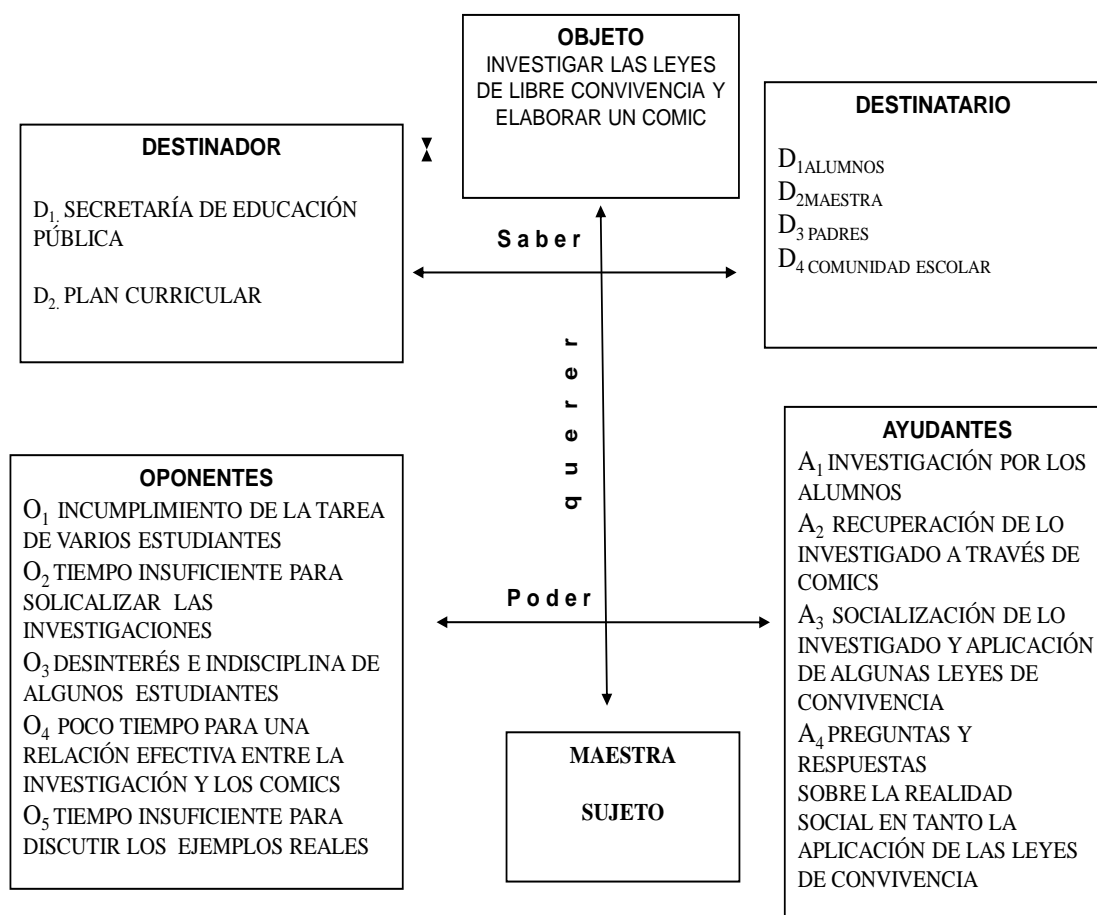 OBJETO
INVESTIGAR LAS LEYES
DE LIBRE CONVIVENCIA Y
ELABORAR UN COMIC
DESTINADOR
D1. SECRETARÍA DE EDUCACIÓN
PÚBLICA
D2. PLAN CURRICULAR
DESTINATARIO
D1ALUMNOS
D2MAESTRA
D3 PADRES
D4 COMUNIDAD ESCOLAR
Saber
querer
OPONENTES
O1 INCUMPLIMIENTO DE LA TAREA
DE VARIOS ESTUDIANTES
O2 TIEMPO INSUFICIENTE PARA
SOLICALIZAR LAS
INVESTIGACIONES
O3 DESINTERÉS E INDISCIPLINA DE
ALGUNOS ESTUDIANTES
O4 POCO TIEMPO PARA UNA
RELACIÓN EFECTIVA ENTRE LA
INVESTIGACIÓN Y LOS COMICS
O5 TIEMPO INSUFICIENTE PARA
DISCUTIR LOS EJEMPLOS REALES
Poder
AYUDANTES
A1 INVESTIGACIÓN POR LOS
ALUMNOS
A2 RECUPERACIÓN DE LO
INVESTIGADO A TRAVÉS DE
COMICS
A3 SOCIALIZACIÓN DE LO
INVESTIGADO Y APLICACIÓN
DE ALGUNAS LEYES DE
CONVIVENCIA
A4 PREGUNTAS Y
RESPUESTAS
SOBRE LA REALIDAD
SOCIAL EN TANTO LA
APLICACIÓN DE LAS LEYES
DE CONVIVENCIA
MAESTRA
SUJETO